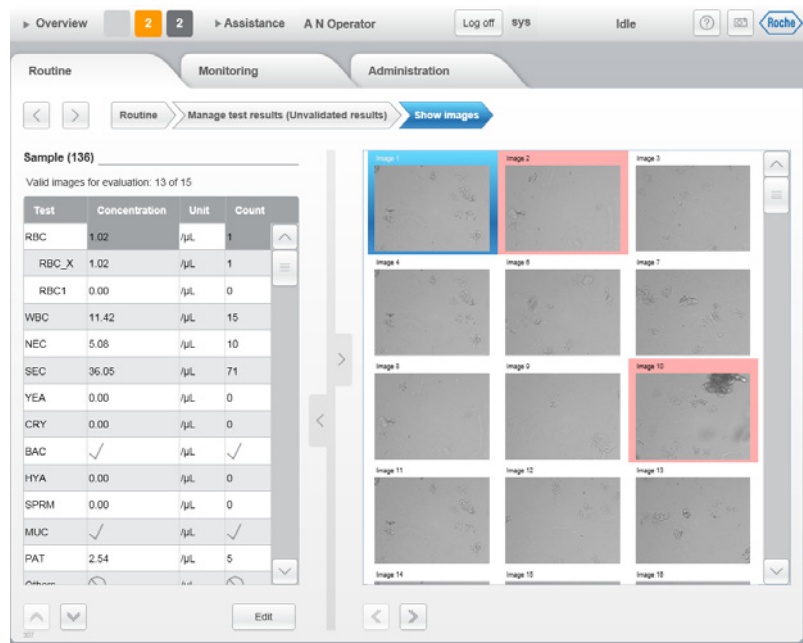 Overview 2 2 Assistance A N Operator Log off sys Idle Roche
Routine Monitoring Administration
Routine Manage test results (Unvalidated results) Show images
Sample (136)
Valid images for evaluation: 13 of 15
Test Concentration Unit Count
RBC 1.02 /µL 1
RBC_X 1.02 /µL 1
RBC1 0.00 /µL 0
WBC 11.42 /µL 15
NEC 5.08 /µL 10
SEC 36.05 /µL 71
YEA 0.00 /µL 0
CRY 0.00 /µL 0
BAC ✓ /µL ✓
HYA 0.00 /µL 0
SPRM 0.00 /µL 0
MUC ✓ /µL ✓
PAT 2.54 /µL 5
Others /µL
Edit
307
Image 1 Image 2 Image 3
Image 4 Image 6 Image 7
Image 8 Image 9 Image 10
Image 11 Image 12 Image 13
Image 14 Image 15 Image 16